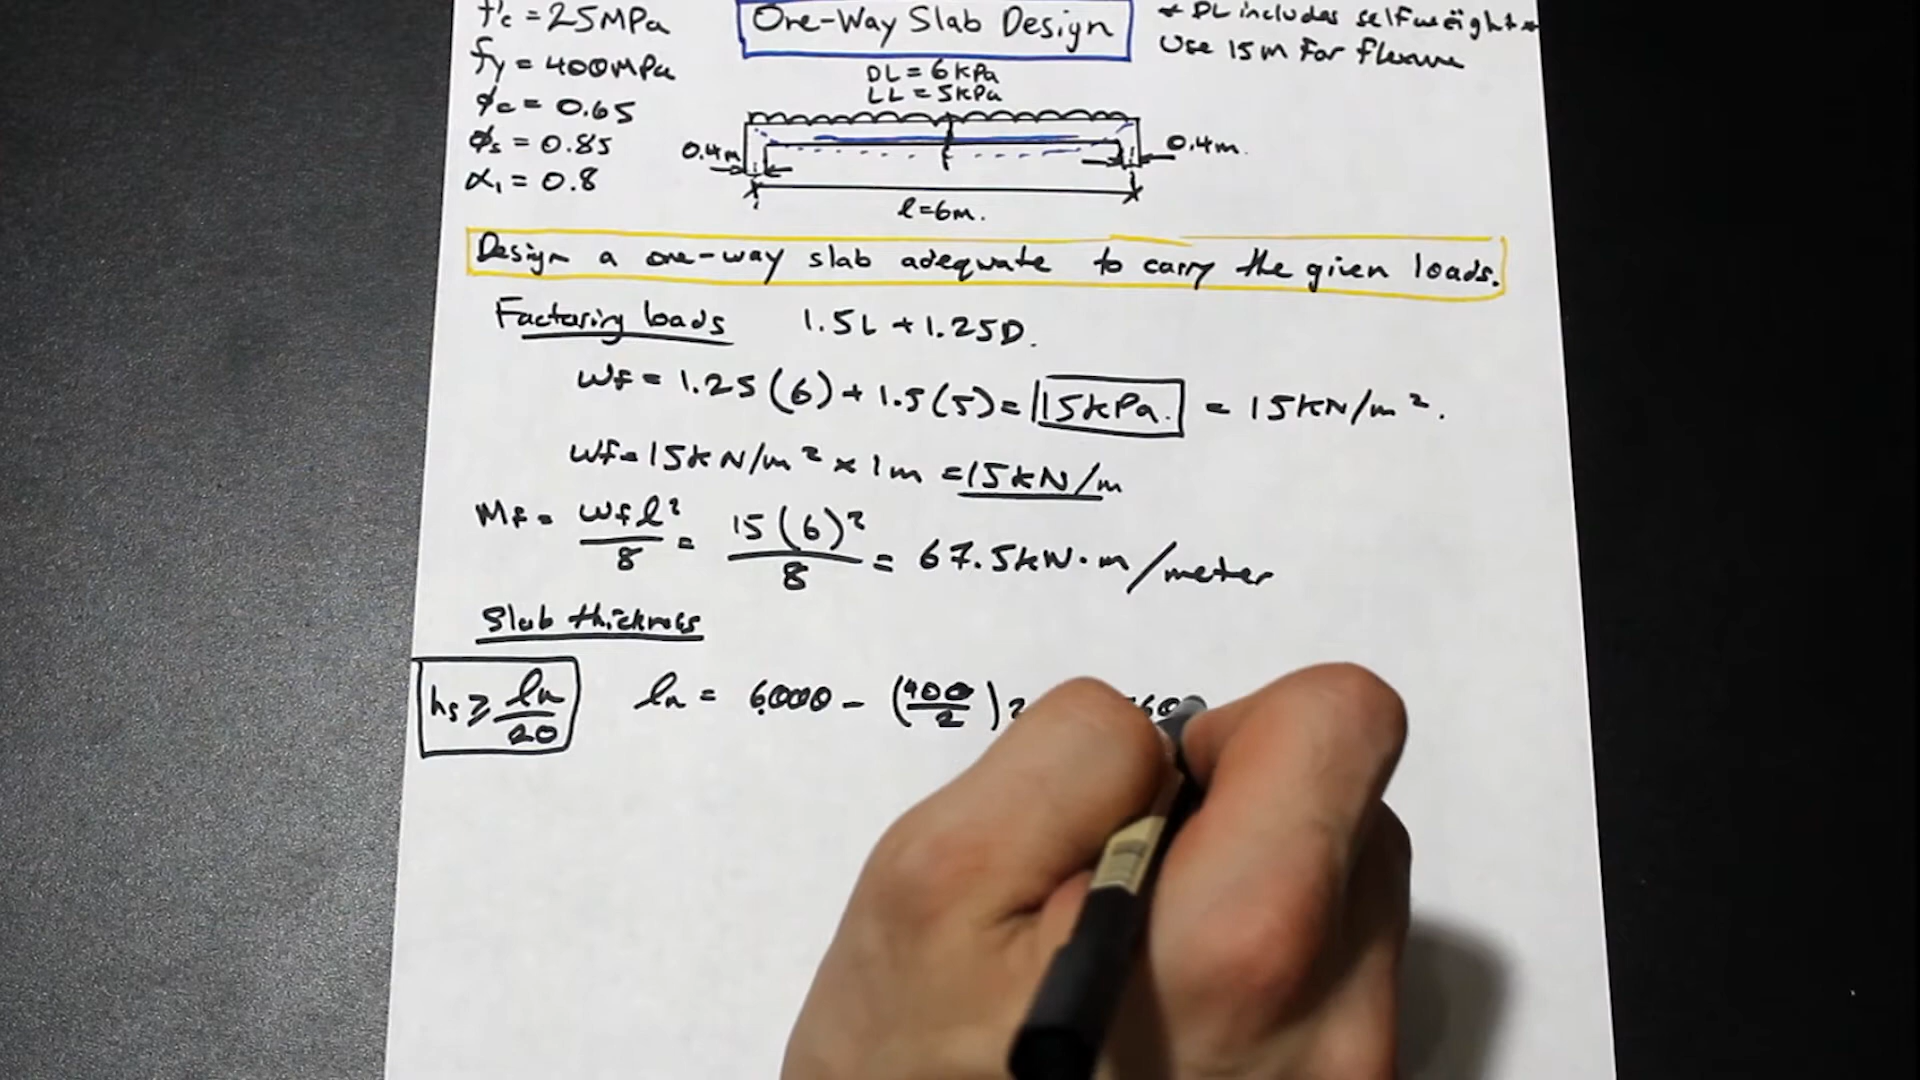 f'c = 25MPa
fy = 400MPa
ϕc = 0.65
ϕs = 0.85
α₁ = 0.8
One-Way Slab Design
* DL includes selfweight *
Use 15M for flexure
DL = 6kPa
LL = 5kPa
0.4m
0.4m.
l=6m.
Design a one-way slab adequate to carry the given loads.
Factoring loads 1.5L + 1.25D.
Wf = 1.25(6) + 1.5(5) = 15kPa. = 15kN/m².
Wf = 15kN/m² × 1m = 15kN/m
Mf = Wf l²/8 = 15(6)²/8 = 67.5kN·m/meter
Slab thickness
hs ≥ ln/20 ln = 6000 - (400/2)2